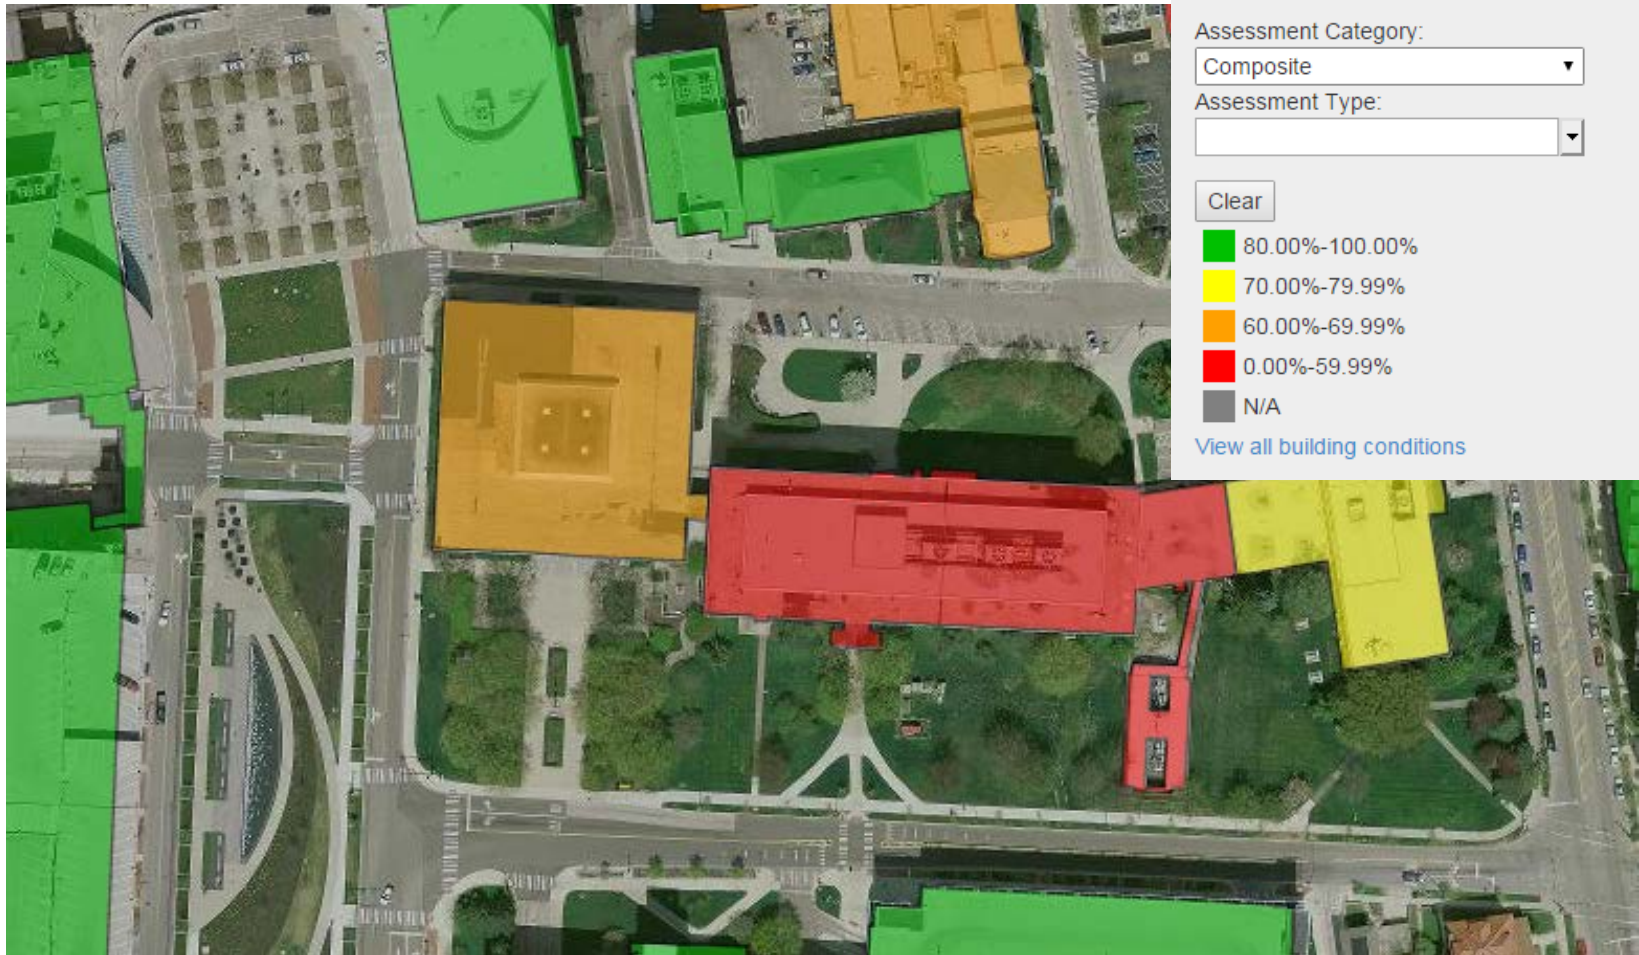 Assessment Category:
Composite
Assessment Type:
Clear
80.00%-100.00%
70.00%-79.99%
60.00%-69.99%
0.00%-59.99%
N/A
View all building conditions